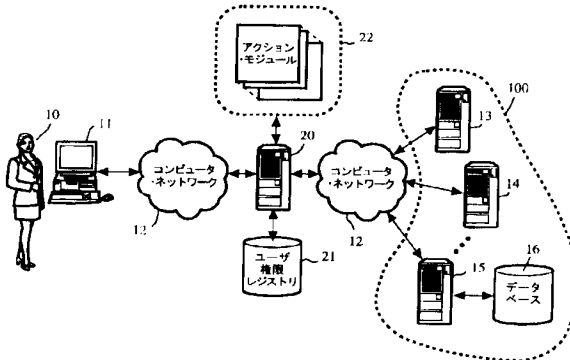 22
アクション
・モジュール
100
10
11
20
13
コンピュータ
・ネットワーク
コンピュータ
・ネットワーク
14
12
12
ユーザ
権限
レジストリ
21
15
16
データ
ベース